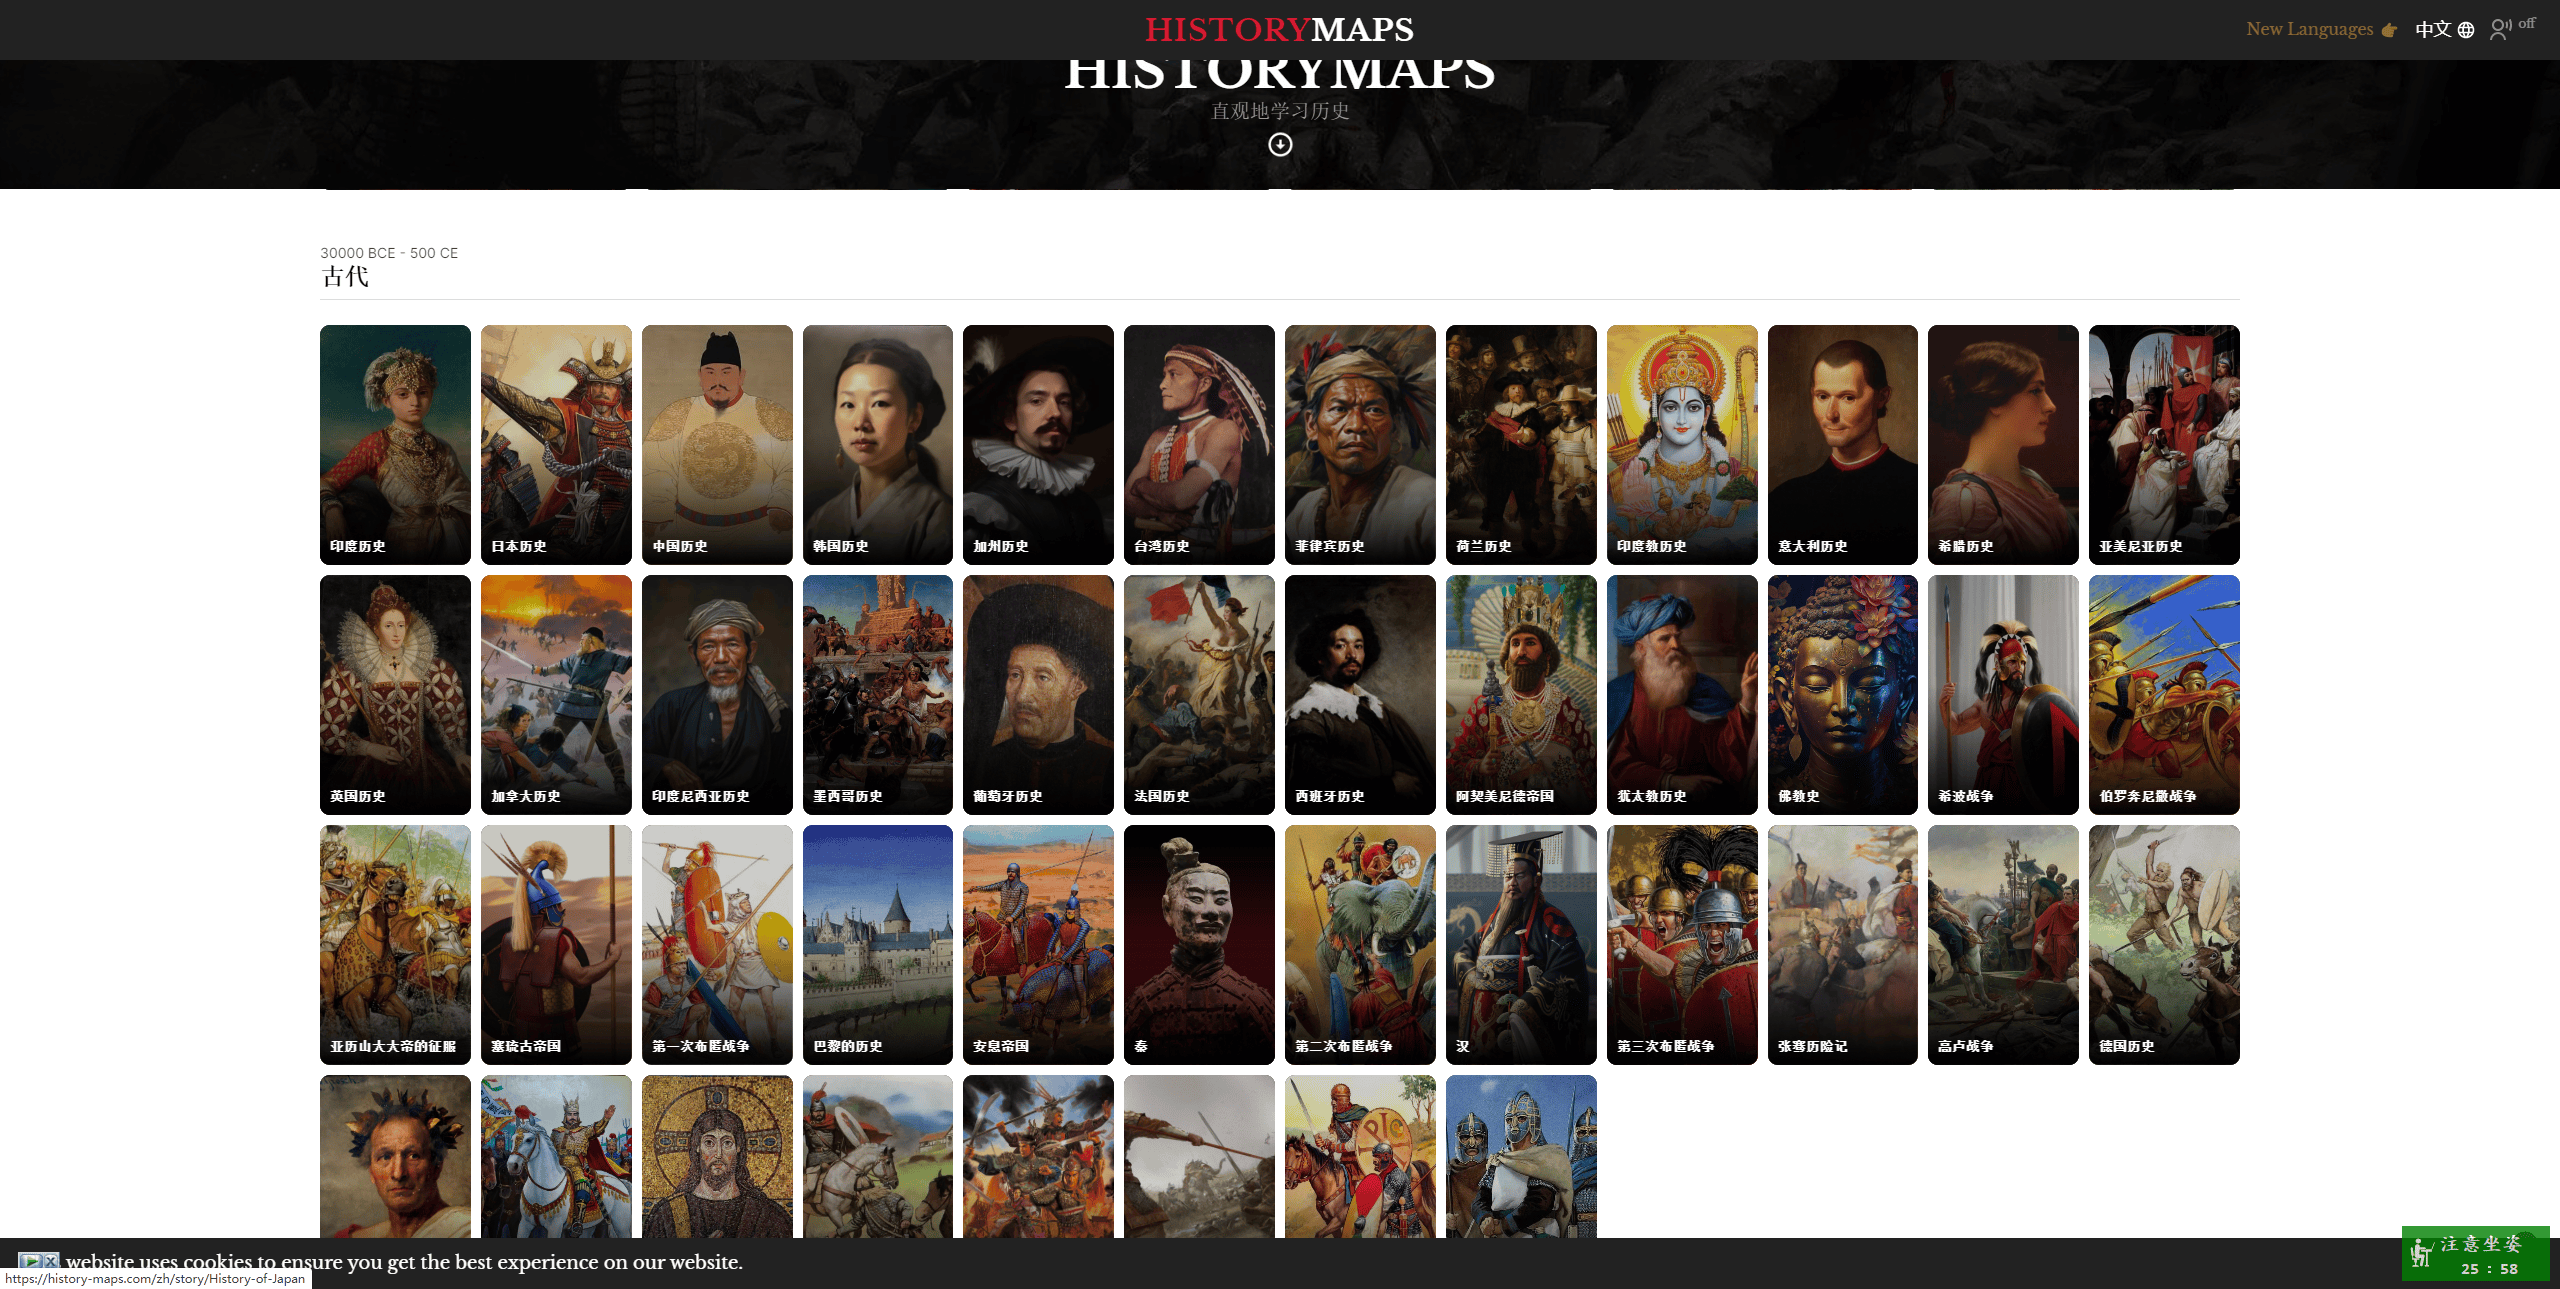 HISTORYMAPS
New Languages
中文
off
HISTORYMAPS
直观地学习历史
30000 BCE - 500 CE
古代
印度历史
日本历史
中国历史
韩国历史
加州历史
台湾历史
菲律宾历史
荷兰历史
印度教历史
意大利历史
希腊历史
亚美尼亚历史
英国历史
加拿大历史
印度尼西亚历史
墨西哥历史
葡萄牙历史
法国历史
西班牙历史
阿契美尼德帝国
犹太教历史
佛教史
希波战争
伯罗奔尼撒战争
亚历山大大帝的征服
塞琉古帝国
第一次布匿战争
巴黎的历史
安息帝国
秦
第二次布匿战争
汉
第三次布匿战争
张骞历险记
高卢战争
德国历史
website uses cookies to ensure you get the best experience on our website.
https://history-maps.com/zh/story/History-of-Japan
注意坐姿
25 : 58